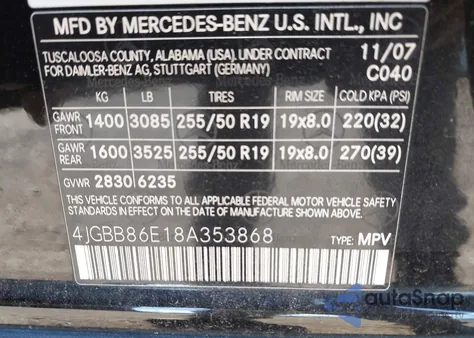 MFD BY MERCEDES-BENZ U.S. INTL., INC
TUSCALOOSA COUNTY, ALABAMA (USA), UNDER CONTRACT 11/07
FOR DAIMLER-BENZ AG, STUTTGART (GERMANY) C040
KG LB TIRES RIM SIZE COLD KPA (PSI)
GAWR FRONT 1400 3085 255/50 R19 19x8.0 220(32)
GAWR REAR 1600 3525 255/50 R19 19x8.0 270(39)
GVWR 2830 6235
THIS VEHICLE CONFORMS TO ALL APPLICABLE FEDERAL MOTOR VEHICLE SAFETY
STANDARDS IN EFFECT ON THE DATE OF MANUFACTURE SHOWN ABOVE.
4JGBB86E18A353868 TYPE: MPV
autoSnap